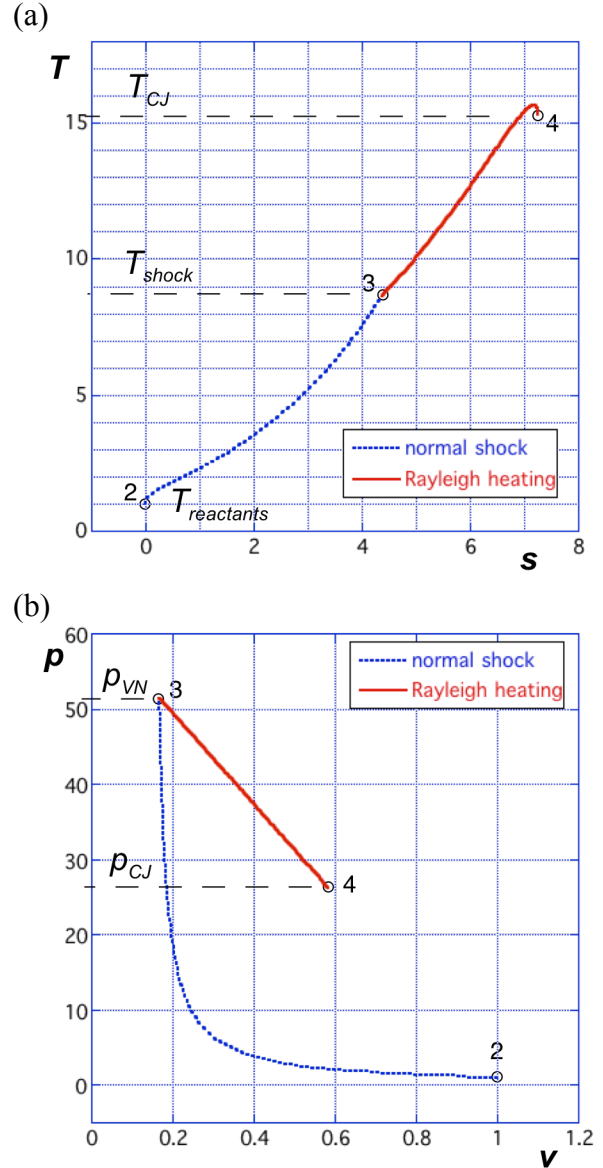 (a)
T
T_CJ
15
4
10
T_shock
3
5
normal shock
Rayleigh heating
2
T_reactants
0
0 2 4 6 8
s
(b)
60
p
normal shock
Rayleigh heating
p_VN
3
50
40
30
p_CJ
4
20
10
2
0
0 0.2 0.4 0.6 0.8 1 1.2
v